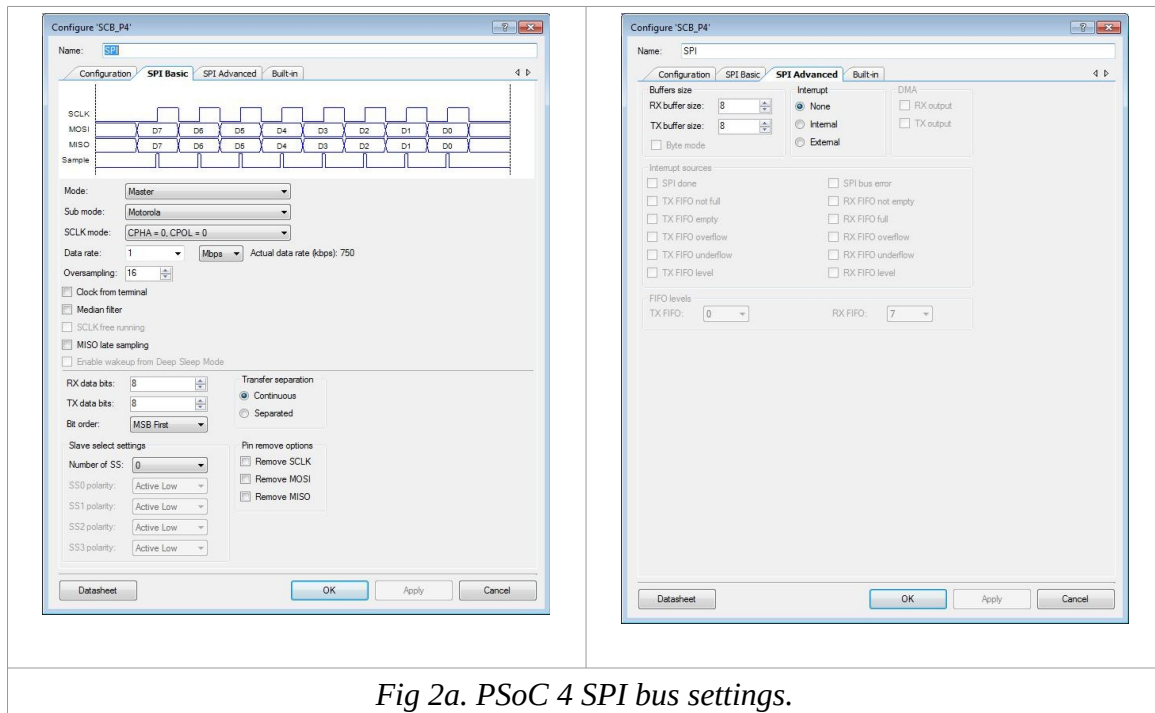 Configure 'SCB_P4'
Name: SPI
Configuration SPI Basic SPI Advanced Built-in
SCLK
MOSI D7 D6 D5 D4 D3 D2 D1 D0
MISO D7 D6 D5 D4 D3 D2 D1 D0
Sample
Mode: Master
Sub mode: Motorola
SCLK mode: CPHA = 0, CPOL = 0
Data rate: 1 Mbps Actual data rate (kbps): 750
Oversampling: 16
Clock from terminal
Median filter
SCLK free running
MISO late sampling
Enable wakeup from Deep Sleep Mode
RX data bits: 8
TX data bits: 8
Bit order: MSB First
Transfer separation
Continuous
Separated
Slave select settings
Number of SS: 0
SS0 polarity: Active Low
SS1 polarity: Active Low
SS2 polarity: Active Low
SS3 polarity: Active Low
Pin remove options
Remove SCLK
Remove MOSI
Remove MISO
Datasheet OK Apply Cancel
Configure 'SCB_P4'
Name: SPI
Configuration SPI Basic SPI Advanced Built-in
Buffers size
RX buffer size: 8
TX buffer size: 8
Byte mode
Interrupt
None
Internal
External
DMA
RX output
TX output
Interrupt sources
SPI done
TX FIFO not full
TX FIFO empty
TX FIFO overflow
TX FIFO underflow
TX FIFO level
SPI bus error
RX FIFO not empty
RX FIFO full
RX FIFO overflow
RX FIFO underflow
RX FIFO level
FIFO levels
TX FIFO: 0 RX FIFO: 7
Datasheet OK Apply Cancel
Fig 2a. PSoC 4 SPI bus settings.